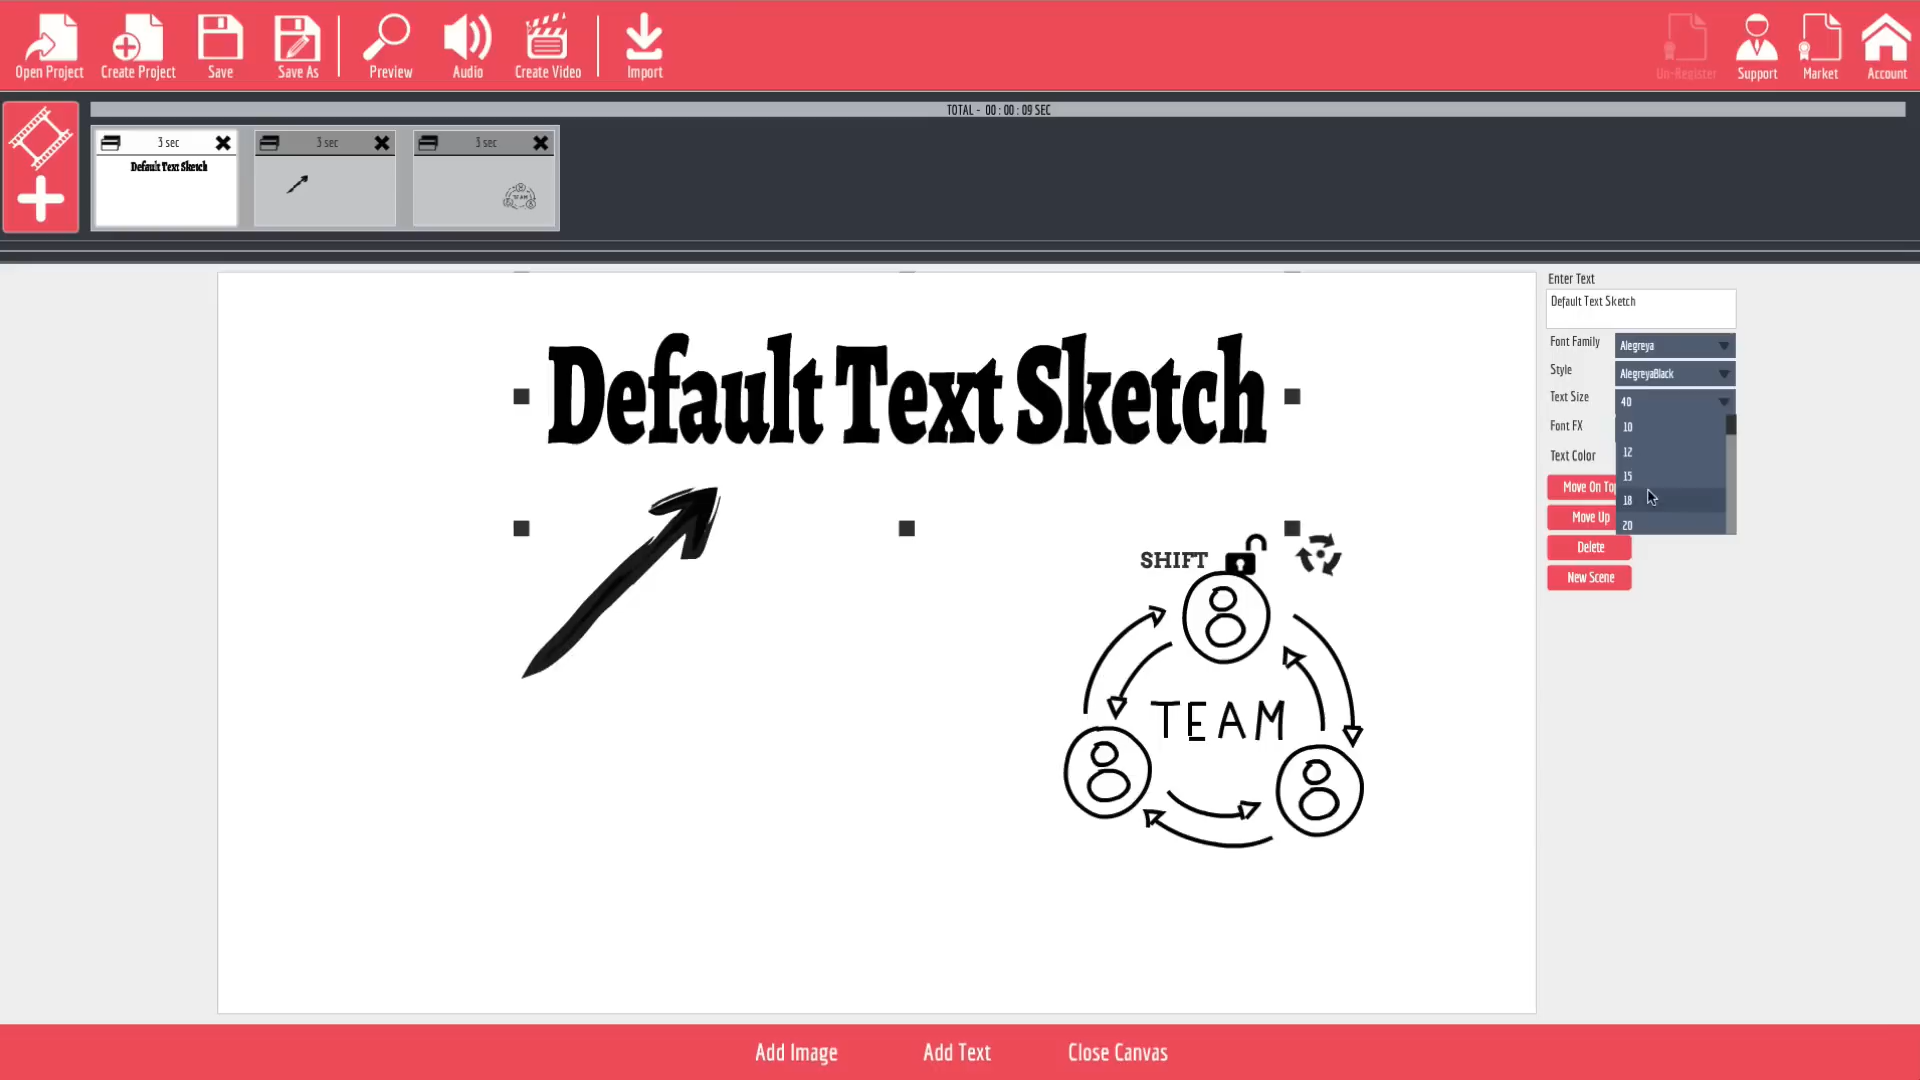 Open Project
Create Project
Save
Save As
Preview
Audio
Create Video
Import
Un-Register
Support
Market
Account
TOTAL - 00 : 00 : 09 SEC
3 sec
3 sec
3 sec
Default Text Sketch
TEAM
Enter Text
Default Text Sketch
Font Family
Alegreya
Style
AlegreyaBlack
Text Size
40
10
12
15
18
20
Font FX
Text Color
Move On Top
Move Up
Delete
New Scene
Default Text Sketch
SHIFT
TEAM
Add Image
Add Text
Close Canvas